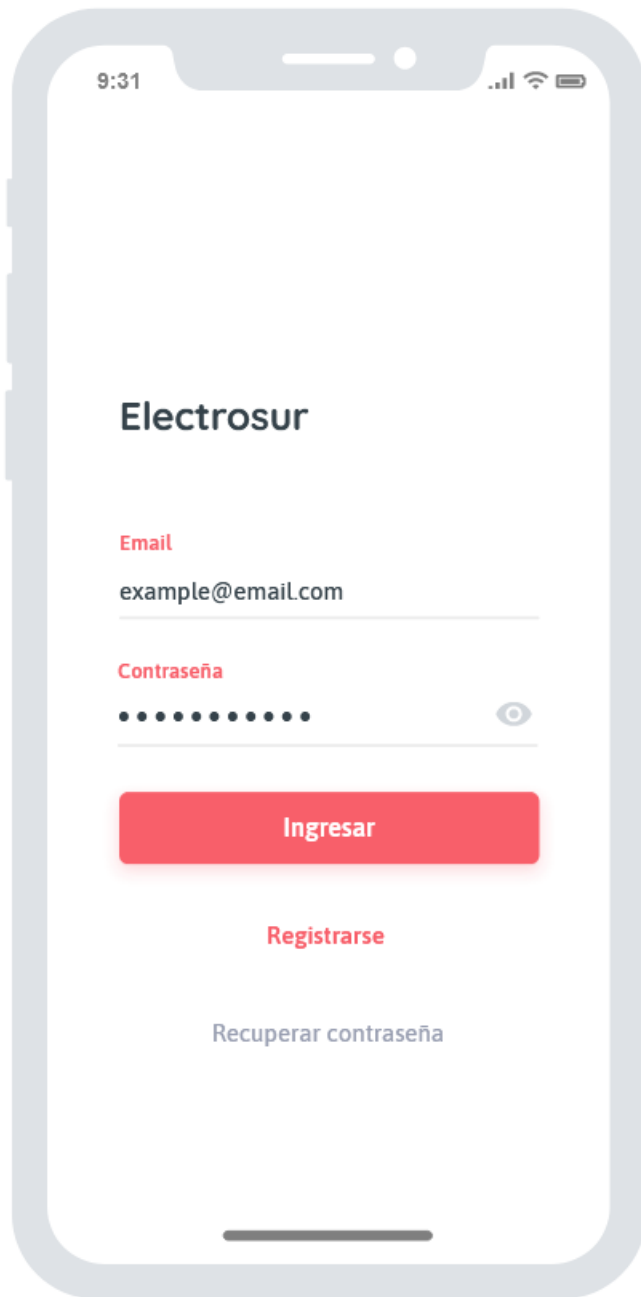 9:31
Electrosur
Email
example@email.com
Contraseña
•••••••••••
Ingresar
Registrarse
Recuperar contraseña